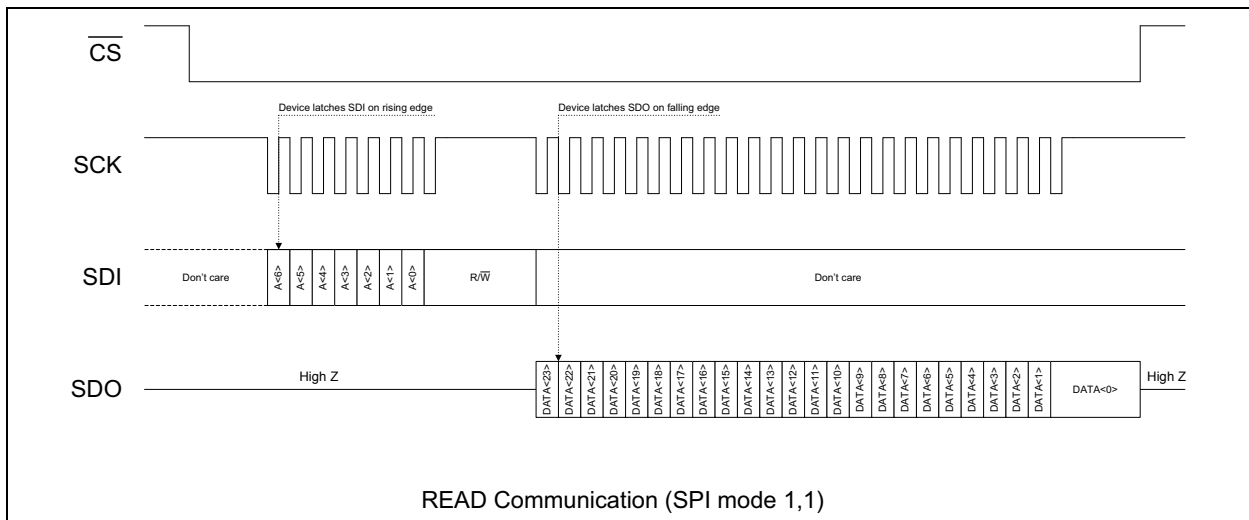 CS
Device latches SDI on rising edge
Device latches SDO on falling edge
SCK
SDI
Don't care
A<6>
A<5>
A<4>
A<3>
A<2>
A<1>
A<0>
R/W
Don't care
SDO
High Z
DATA<23>
DATA<22>
DATA<21>
DATA<20>
DATA<19>
DATA<18>
DATA<17>
DATA<16>
DATA<15>
DATA<14>
DATA<13>
DATA<12>
DATA<11>
DATA<10>
DATA<9>
DATA<8>
DATA<7>
DATA<6>
DATA<5>
DATA<4>
DATA<3>
DATA<2>
DATA<1>
DATA<0>
High Z
READ Communication (SPI mode 1,1)